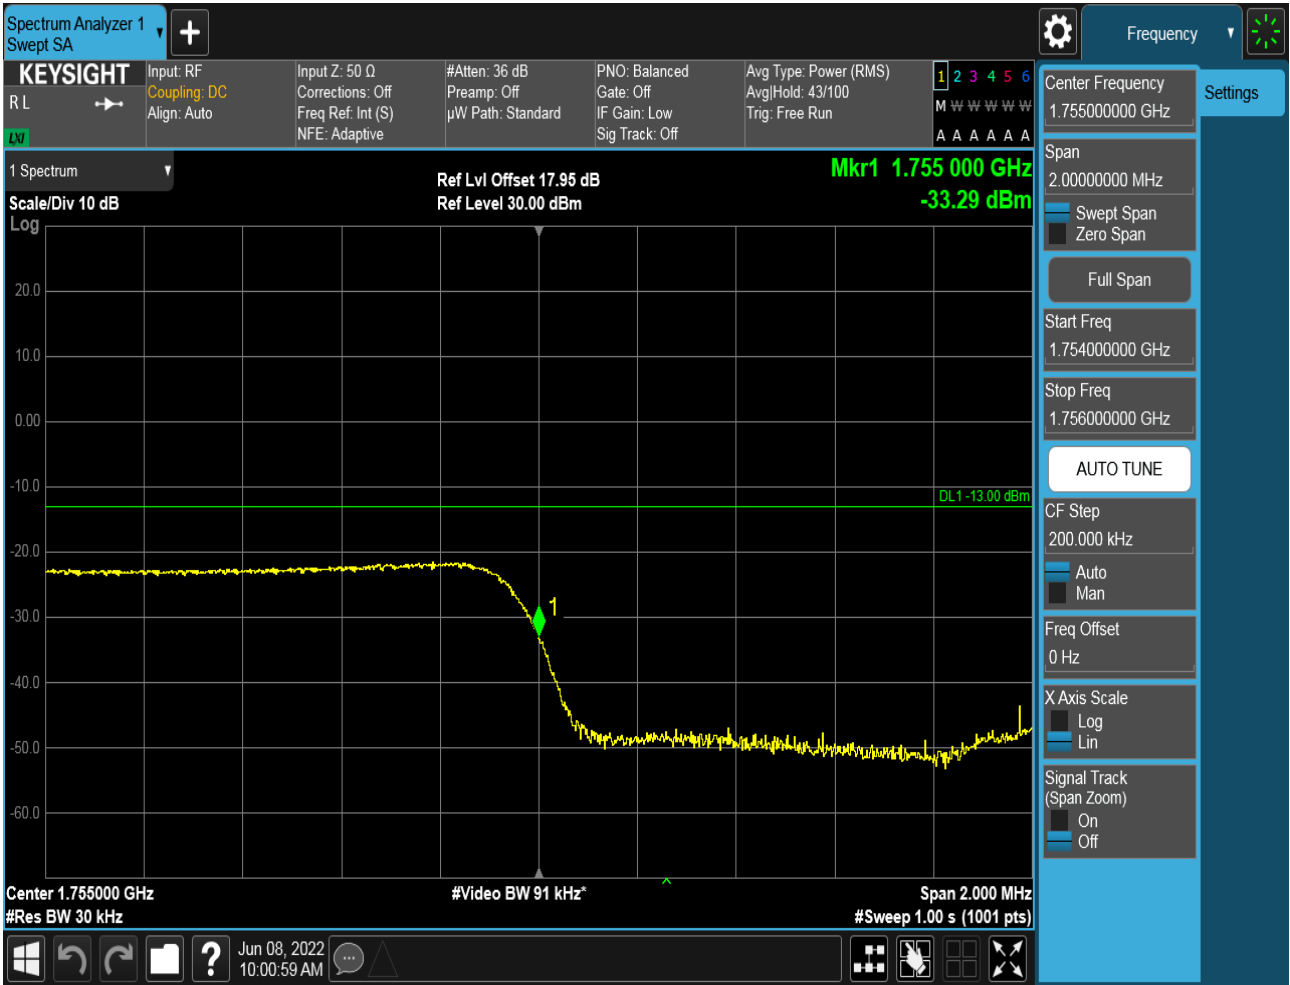 Spectrum Analyzer 1
Swept SA
Frequency
KEYSIGHT
R L
LXI
Input: RF
Coupling: DC
Align: Auto
Input Z: 50 Ω
Corrections: Off
Freq Ref: Int (S)
NFE: Adaptive
#Atten: 36 dB
Preamp: Off
µW Path: Standard
PNO: Balanced
Gate: Off
IF Gain: Low
Sig Track: Off
Avg Type: Power (RMS)
Avg|Hold: 43/100
Trig: Free Run
1 2 3 4 5 6
M W W W W W
A A A A A A
1 Spectrum
Scale/Div 10 dB
Log
Ref Lvl Offset 17.95 dB
Ref Level 30.00 dBm
Mkr1 1.755 000 GHz
-33.29 dBm
20.0
10.0
0.00
-10.0
DL1 -13.00 dBm
-20.0
1
-30.0
-40.0
-50.0
-60.0
Center 1.755000 GHz
#Video BW 91 kHz*
Span 2.000 MHz
#Res BW 30 kHz
#Sweep 1.00 s (1001 pts)
Center Frequency
1.755000000 GHz
Settings
Span
2.00000000 MHz
Swept Span
Zero Span
Full Span
Start Freq
1.754000000 GHz
Stop Freq
1.756000000 GHz
AUTO TUNE
CF Step
200.000 kHz
Auto
Man
Freq Offset
0 Hz
X Axis Scale
Log
Lin
Signal Track
(Span Zoom)
On
Off
?
Jun 08, 2022
10:00:59 AM